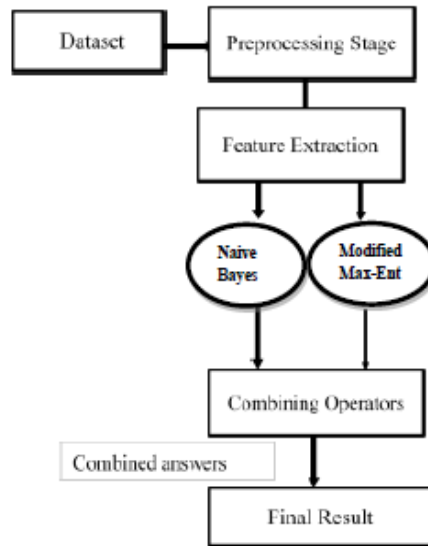 Dataset
Preprocessing Stage
Feature Extraction
Naive
Bayes
Modified
Max-Ent
Combining Operators
Combined answers
Final Result